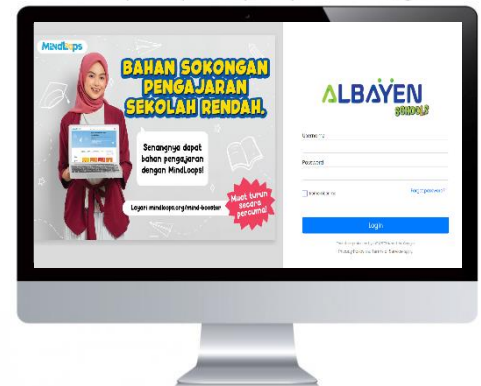 MindLoops
BAHAN SOKONGAN
PENGAJARAN
SEKOLAH RENDAH.
Senangnya dapat
bahan pengajaran
dengan MindLoops!
Layari mindloops.org/mind-booster
Muat turun
secara
percuma!
ALBAYEN
SCHOOLS
Username
Password
Forgot password?
Login